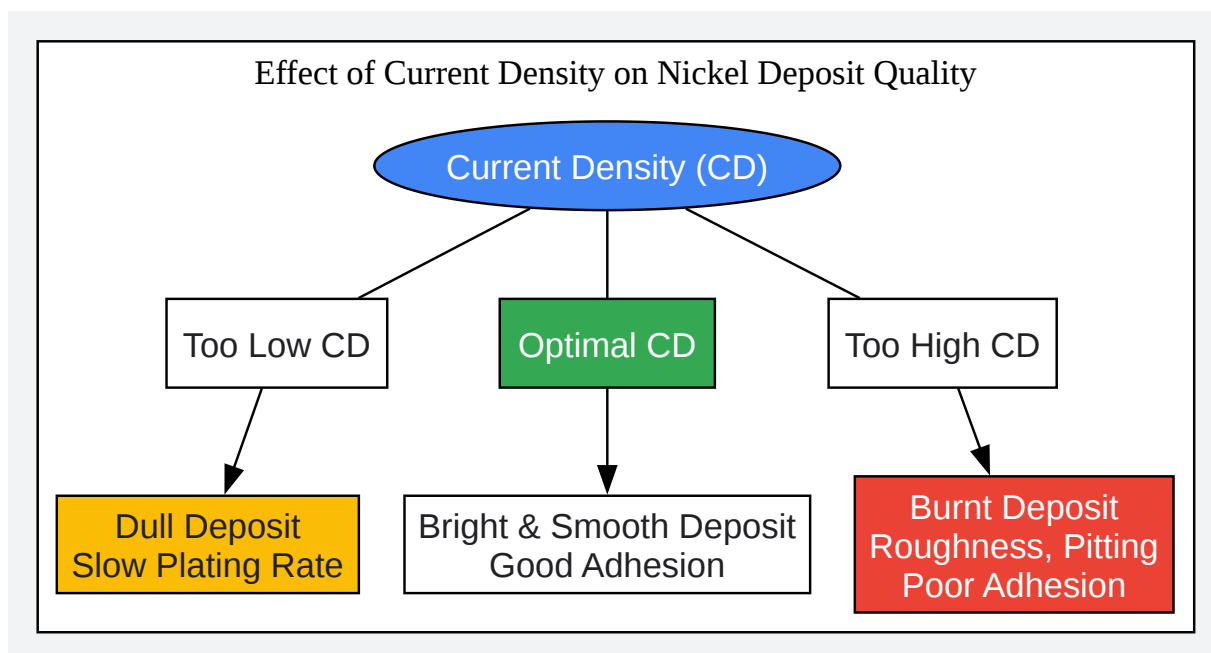 Effect of Current Density on Nickel Deposit Quality
Current Density (CD)
Too Low CD
Optimal CD
Too High CD
Dull Deposit
Slow Plating Rate
Bright & Smooth Deposit
Good Adhesion
Burnt Deposit
Roughness, Pitting
Poor Adhesion